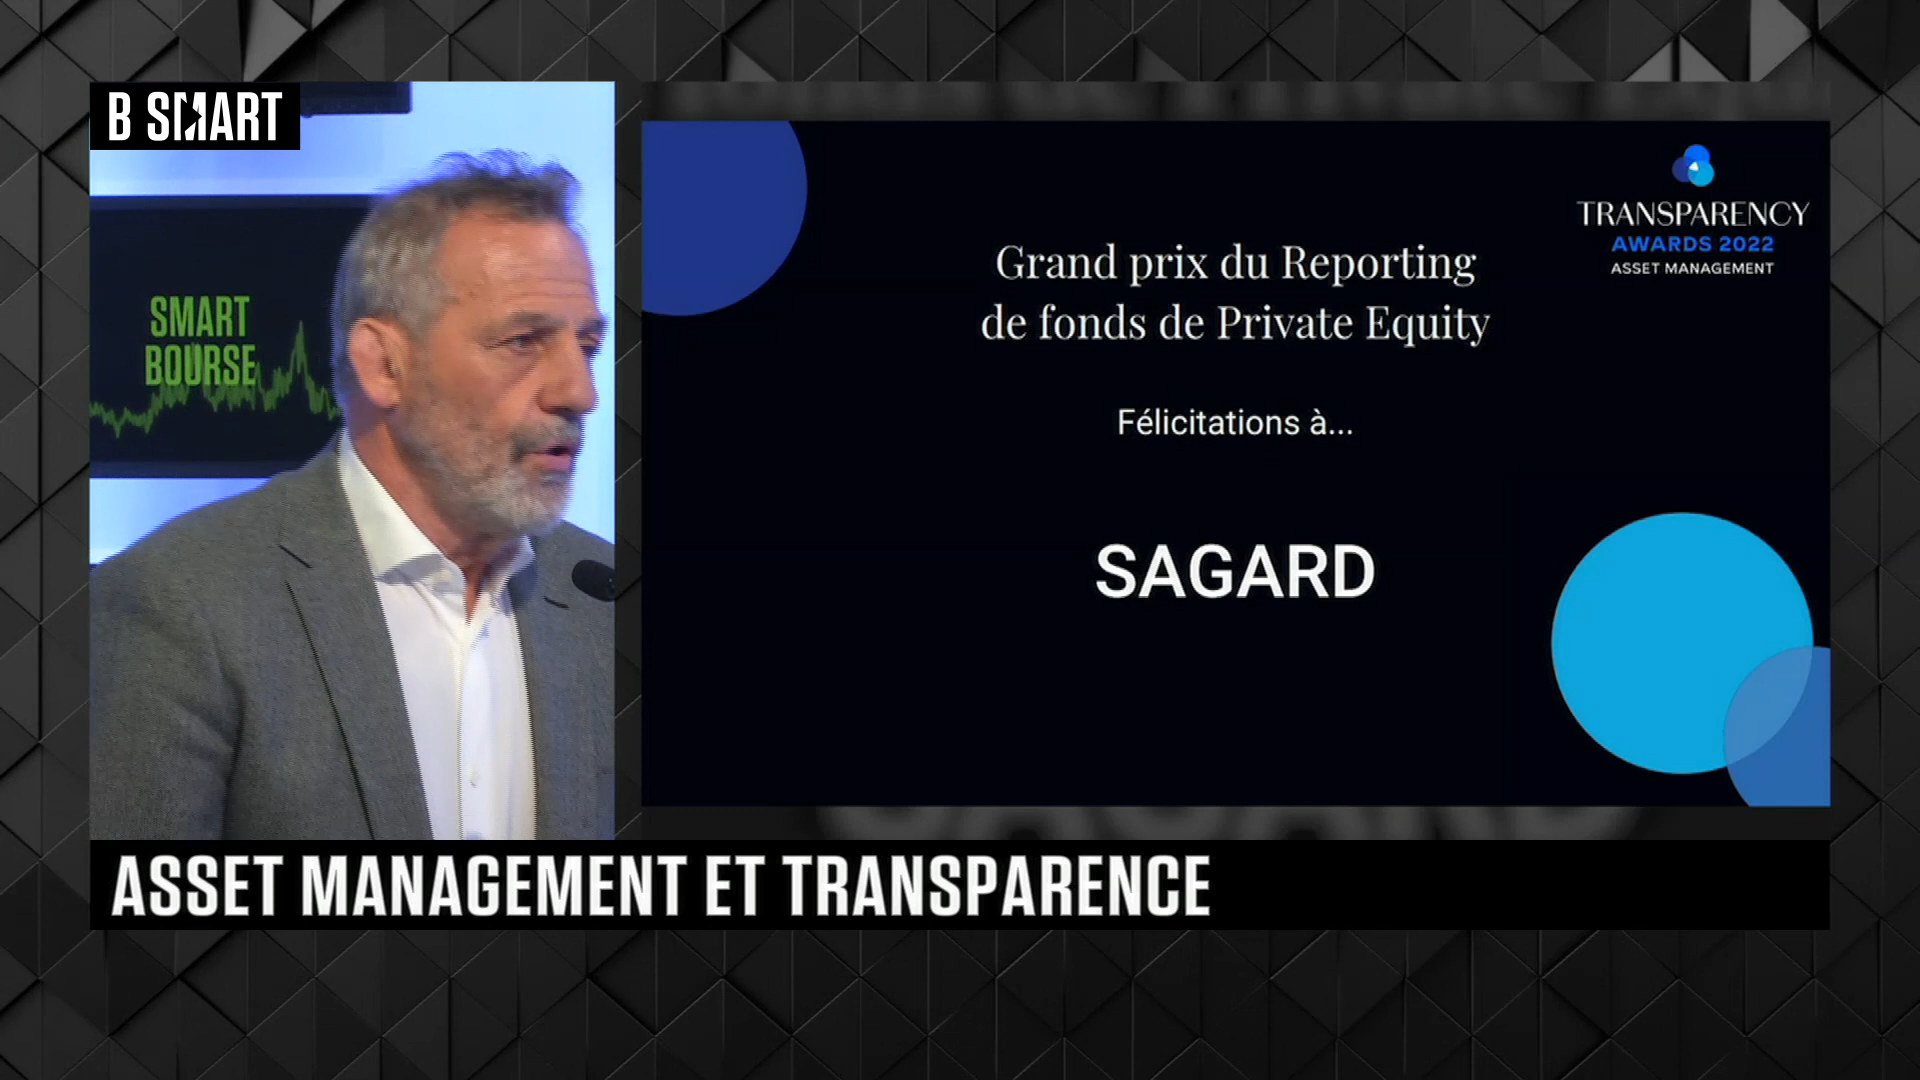 B SMART
SMART
BOURSE
TRANSPARENCY
AWARDS 2022
ASSET MANAGEMENT
Grand prix du Reporting
de fonds de Private Equity
Félicitations à...
SAGARD
ASSET MANAGEMENT ET TRANSPARENCE